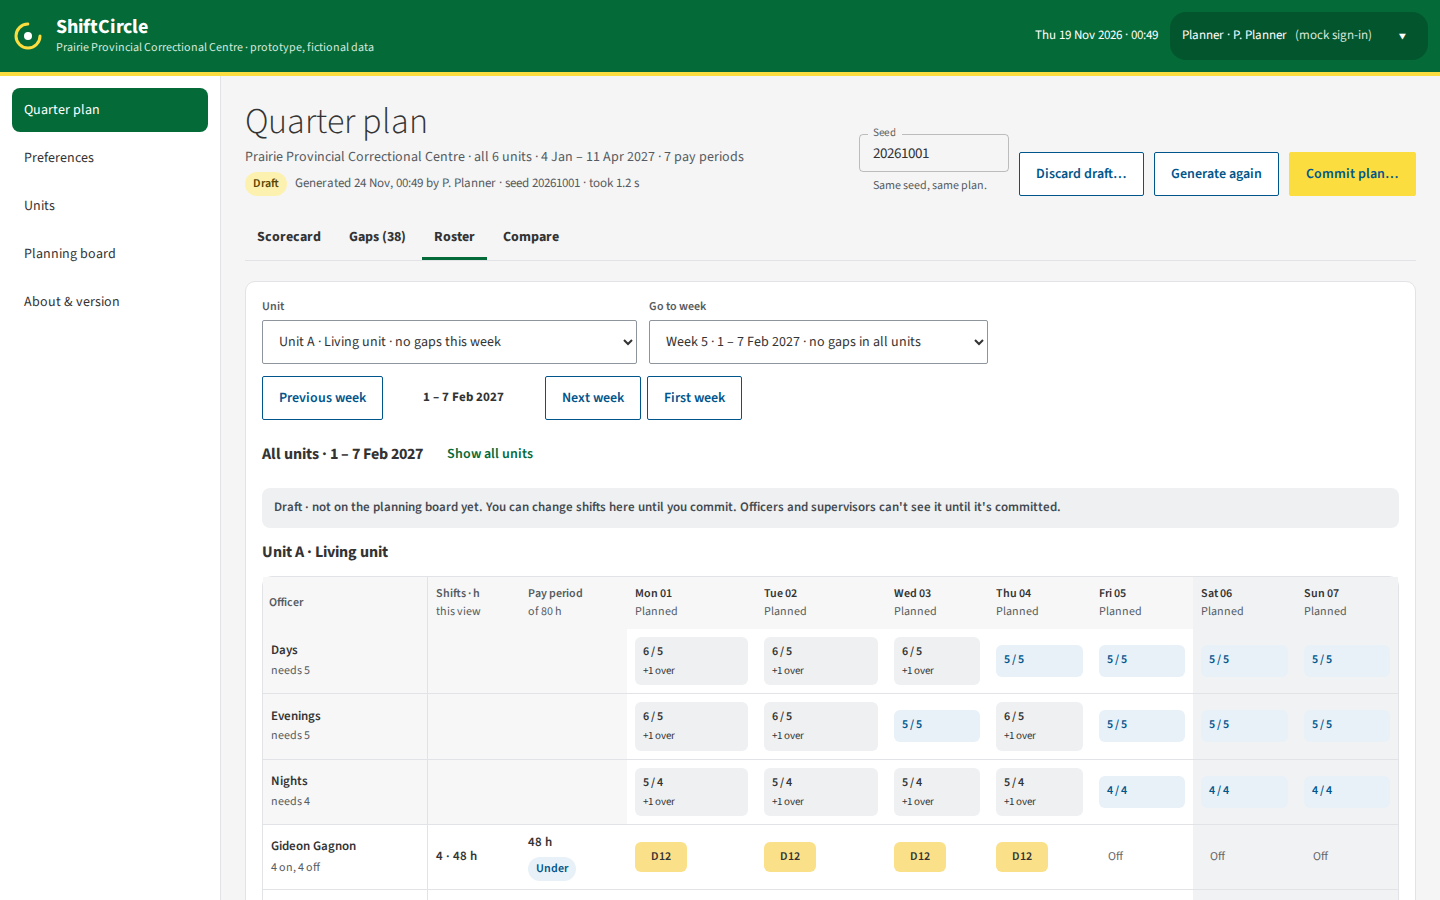 ShiftCircle
Prairie Provincial Correctional Centre · prototype, fictional data
Thu 19 Nov 2026 · 00:49
Planner · P. Planner (mock sign-in) ▼
Quarter plan
Preferences
Units
Planning board
About & version
Quarter plan
Prairie Provincial Correctional Centre · all 6 units · 4 Jan – 11 Apr 2027 · 7 pay periods
Draft Generated 24 Nov, 00:49 by P. Planner · seed 20261001 · took 1.2 s
Seed
20261001
Same seed, same plan.
Discard draft…
Generate again
Commit plan…
Scorecard Gaps (38) Roster Compare
Unit
Unit A · Living unit · no gaps this week
Go to week
Week 5 · 1 – 7 Feb 2027 · no gaps in all units
Previous week 1 – 7 Feb 2027 Next week First week
All units · 1 – 7 Feb 2027 Show all units
Draft · not on the planning board yet. You can change shifts here until you commit. Officers and supervisors can't see it until it's committed.
Unit A · Living unit
Officer
Shifts · h
this view
Pay period
of 80 h
Mon 01
Planned
Tue 02
Planned
Wed 03
Planned
Thu 04
Planned
Fri 05
Planned
Sat 06
Planned
Sun 07
Planned
Days
needs 5
6 / 5
+1 over
6 / 5
+1 over
6 / 5
+1 over
5 / 5
5 / 5
5 / 5
5 / 5
Evenings
needs 5
6 / 5
+1 over
6 / 5
+1 over
5 / 5
6 / 5
+1 over
5 / 5
5 / 5
5 / 5
Nights
needs 4
5 / 4
+1 over
5 / 4
+1 over
5 / 4
+1 over
5 / 4
+1 over
4 / 4
4 / 4
4 / 4
Gideon Gagnon
4 on, 4 off
4 · 48 h
48 h
Under
D12
D12
D12
D12
Off
Off
Off